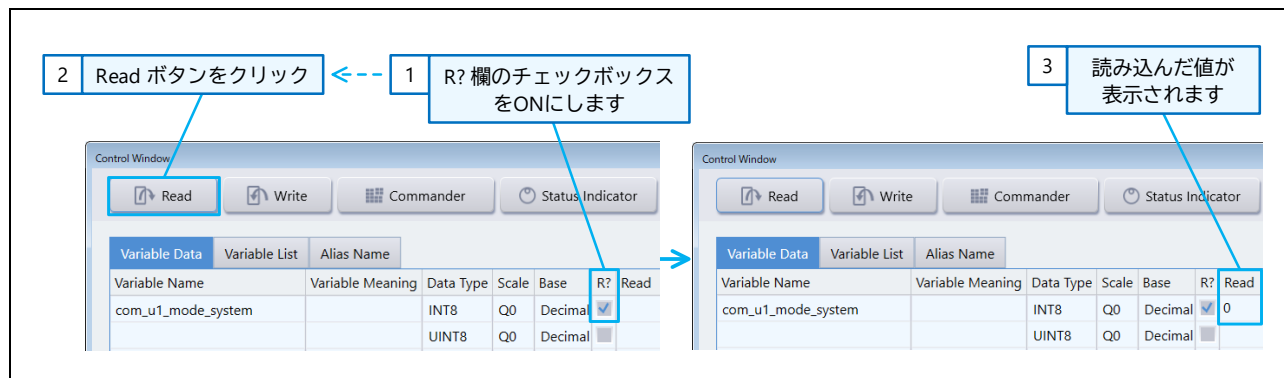 2 Read ボタンをクリック
1 R? 欄のチェックボックス
をONにします
3 読み込んだ値が
表示されます
Control Window
Read Write Commander Status Indicator
Variable Data Variable List Alias Name
Variable Name Variable Meaning Data Type Scale Base R? Read
com_u1_mode_system INT8 Q0 Decimal
UINT8 Q0 Decimal
Control Window
Read Write Commander Status Indicator
Variable Data Variable List Alias Name
Variable Name Variable Meaning Data Type Scale Base R? Read
com_u1_mode_system INT8 Q0 Decimal 0
UINT8 Q0 Decimal